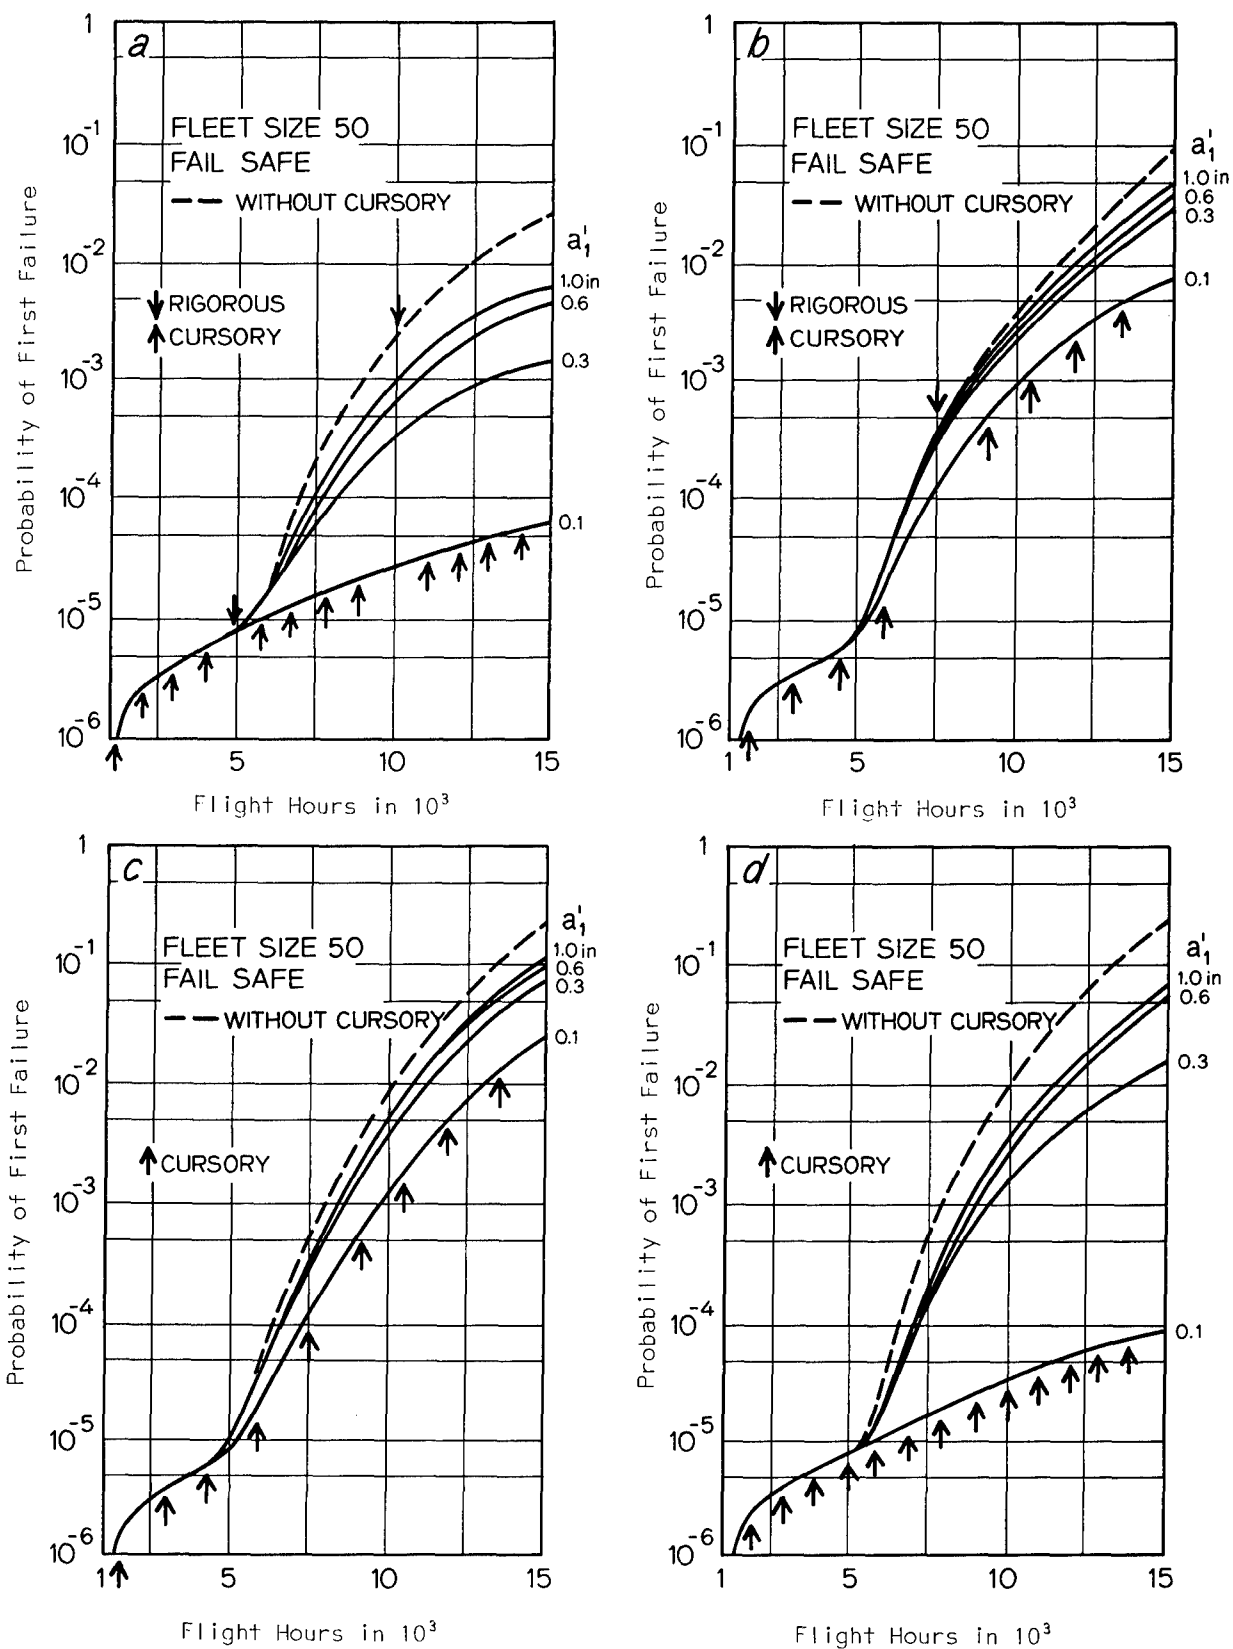 a
1
10⁻¹
10⁻²
10⁻³
10⁻⁴
10⁻⁵
10⁻⁶
Probability of First Failure
FLEET SIZE 50
FAIL SAFE
WITHOUT CURSORY
RIGOROUS
CURSORY
a'₁
1.0 in
0.6
0.3
0.1
5
10
15
Flight Hours in 10³
b
1
10⁻¹
10⁻²
10⁻³
10⁻⁴
10⁻⁵
10⁻⁶
Probability of First Failure
FLEET SIZE 50
FAIL SAFE
WITHOUT CURSORY
RIGOROUS
CURSORY
a'₁
1.0 in
0.6
0.3
0.1
1
5
10
15
Flight Hours in 10³
c
1
10⁻¹
10⁻²
10⁻³
10⁻⁴
10⁻⁵
10⁻⁶
Probability of First Failure
FLEET SIZE 50
FAIL SAFE
WITHOUT CURSORY
CURSORY
a'₁
1.0 in
0.6
0.3
0.1
1
5
10
15
Flight Hours in 10³
d
1
10⁻¹
10⁻²
10⁻³
10⁻⁴
10⁻⁵
10⁻⁶
Probability of First Failure
FLEET SIZE 50
FAIL SAFE
WITHOUT CURSORY
CURSORY
a'₁
1.0 in
0.6
0.3
0.1
1
5
10
15
Flight Hours in 10³